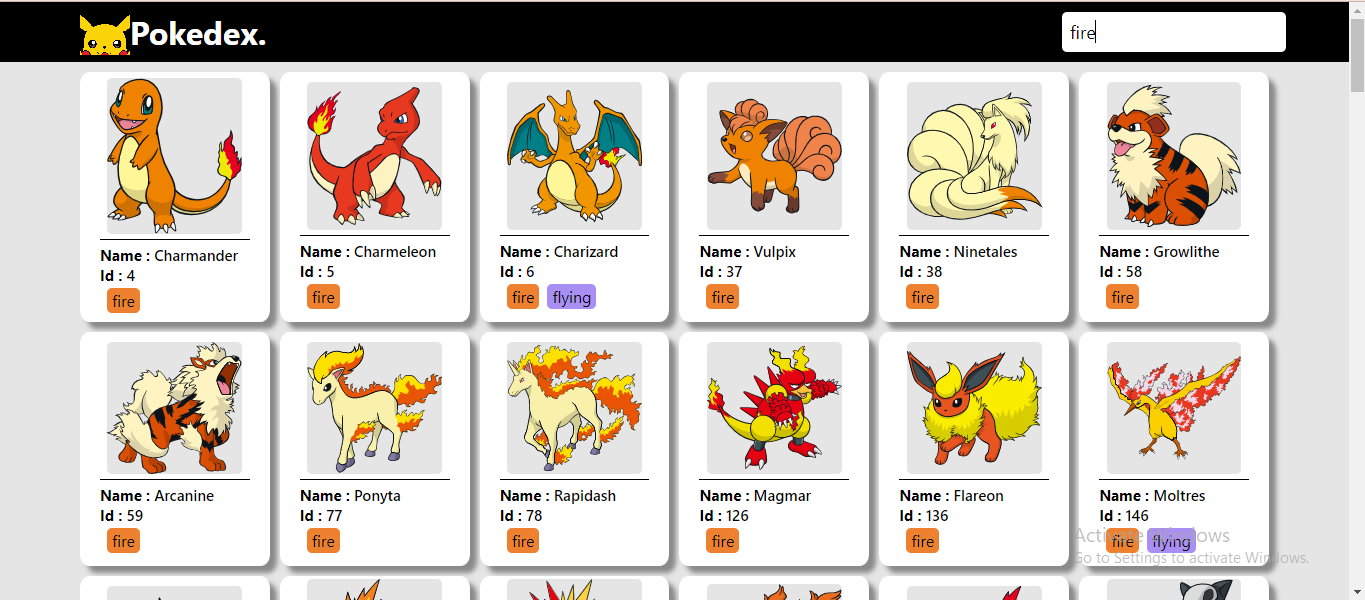 Pokedex.
fire
Name : Charmander
Id : 4
fire
Name : Charmeleon
Id : 5
fire
Name : Charizard
Id : 6
fire flying
Name : Vulpix
Id : 37
fire
Name : Ninetales
Id : 38
fire
Name : Growlithe
Id : 58
fire
Name : Arcanine
Id : 59
fire
Name : Ponyta
Id : 77
fire
Name : Rapidash
Id : 78
fire
Name : Magmar
Id : 126
fire
Name : Flareon
Id : 136
fire
Name : Moltres
Id : 146
fire flying
Activate Windows
Go to Settings to activate Windows.